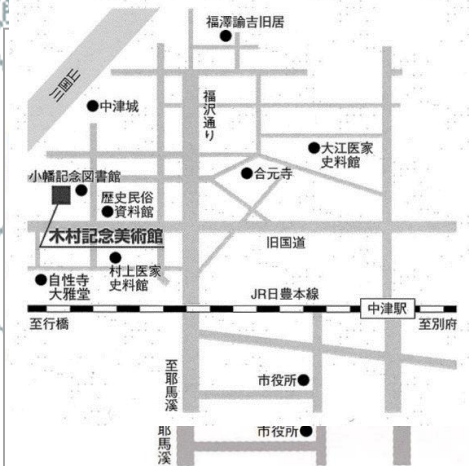 福澤諭吉旧居
山国川
中津城
福沢通り
大江医家
史料館
小幡記念図書館
合元寺
歴史民俗
資料館
木村記念美術館
旧国道
自性寺
大雅堂
村上医家
史料館
JR日豊本線
中津駅
至行橋
至別府
至耶馬溪
市役所
耶馬溪
市役所